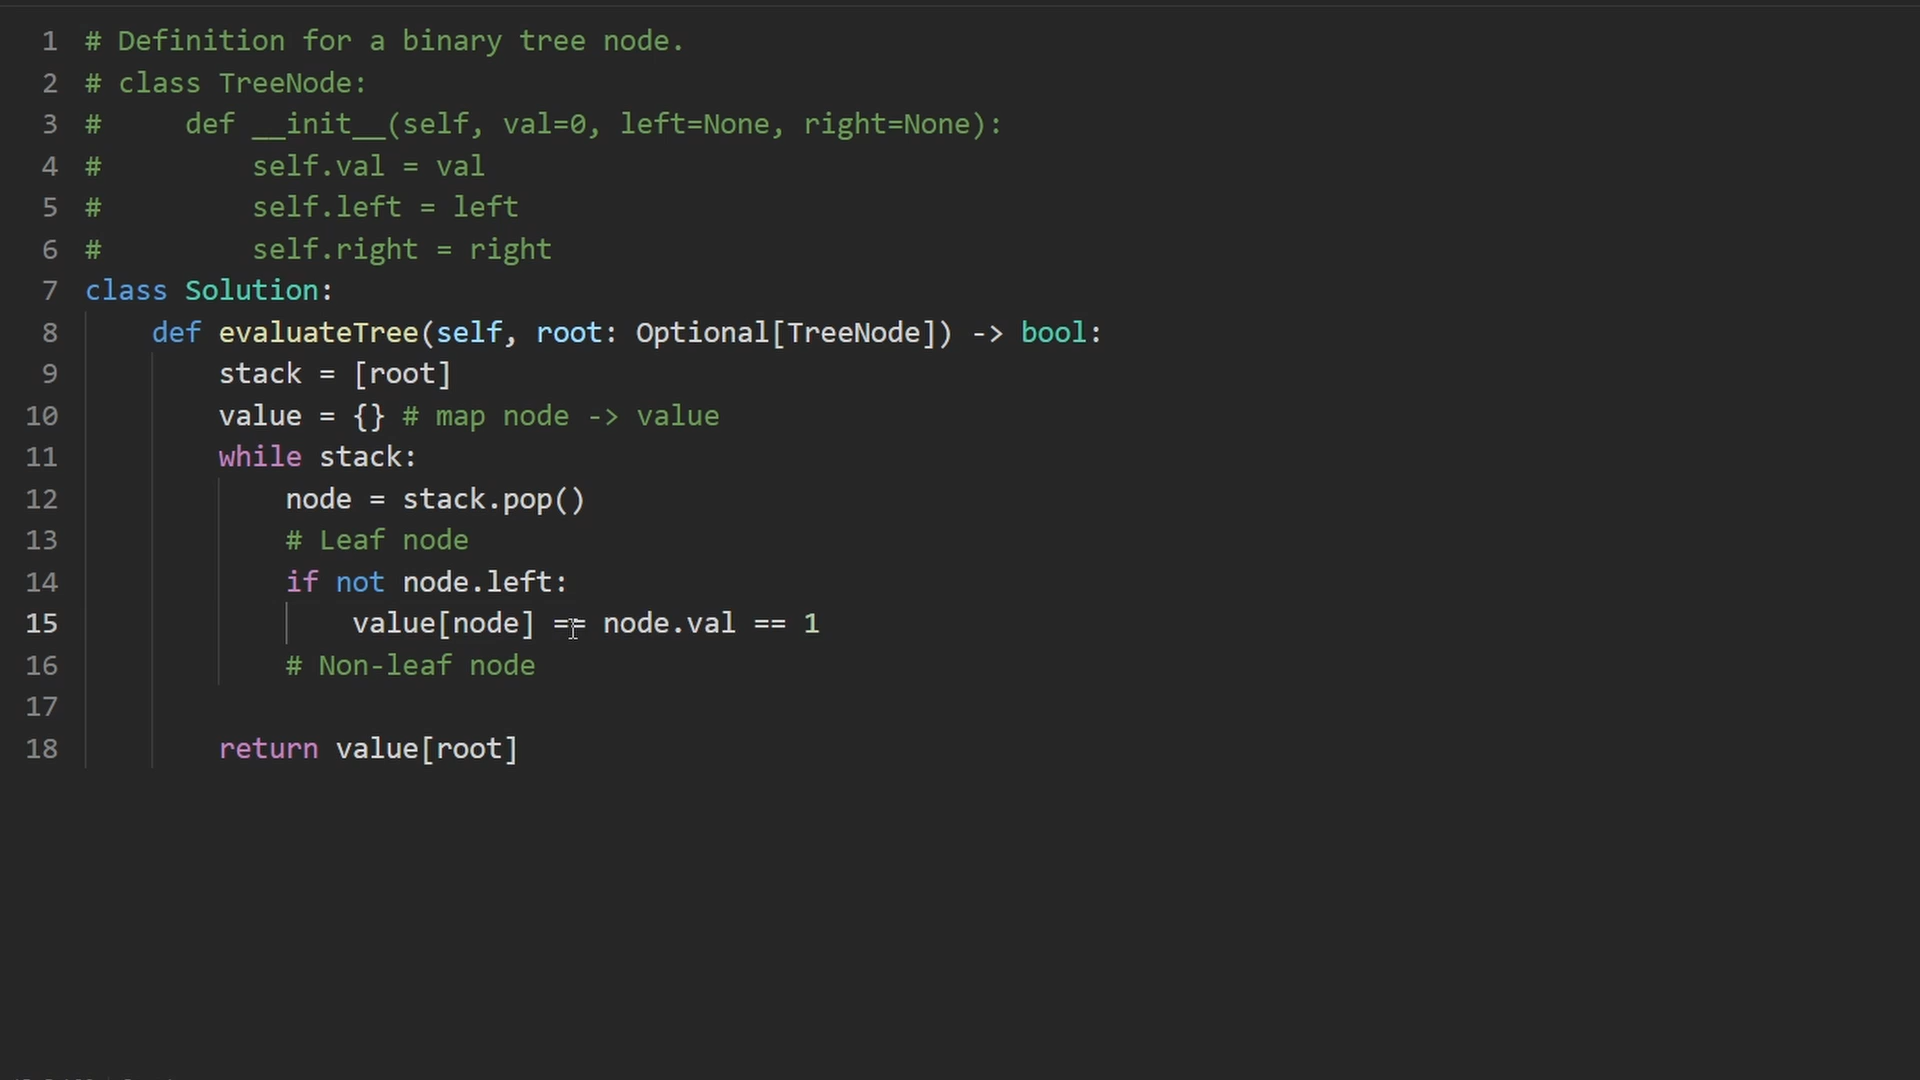 1 # Definition for a binary tree node.
2 # class TreeNode:
3 #     def __init__(self, val=0, left=None, right=None):
4 #         self.val = val
5 #         self.left = left
6 #         self.right = right
7 class Solution:
8     def evaluateTree(self, root: Optional[TreeNode]) -> bool:
9         stack = [root]
10         value = {} # map node -> value
11         while stack:
12             node = stack.pop()
13             # Leaf node
14             if not node.left:
15                 value[node] == node.val == 1
16             # Non-leaf node
17
18         return value[root]